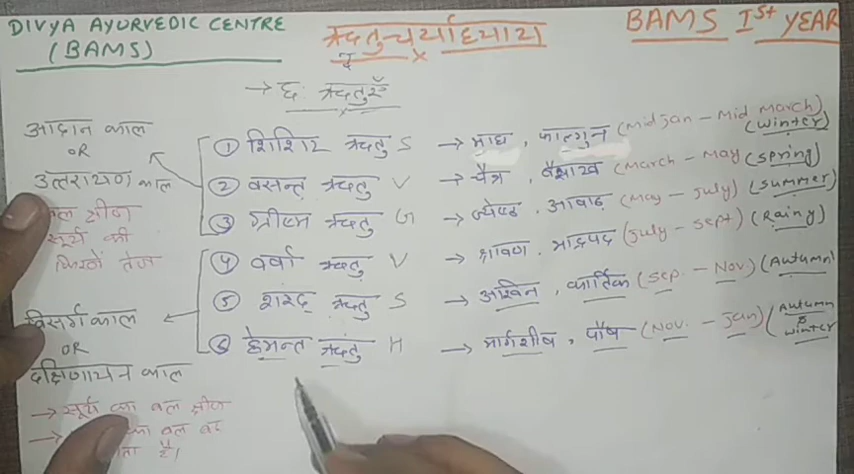 DIVYA AYURVEDIC CENTRE
(BAMS)
ऋतुचर्याध्याय
BAMS Ist YEAR
→ छः ऋतुएँ
आदान काल
OR
उत्तरायण काल
बल क्षीण
सूर्य की
किरणें तेज
① शिशिर ऋतु S → माघ, फाल्गुन (mid jan - Mid March) (winter)
② वसन्त ऋतु V → चैत्र, वैशाख (March - May) (spring)
③ ग्रीष्म ऋतु G → ज्येष्ठ, आषाढ़ (May - July) (summer)
④ वर्षा ऋतु V → श्रावण, भाद्रपद (July - Sept) (Rainy)
⑤ शरद् ऋतु S → अश्विन, कार्तिक (Sep. - Nov) (Autumn)
⑥ हेमन्त ऋतु H → मार्गशीर्ष, पौष (Nov. - Jan) (Autumn & winter)
विसर्ग काल
OR
दक्षिणायन काल
→ सूर्य का बल क्षीण
→ का बल बढ़
है।